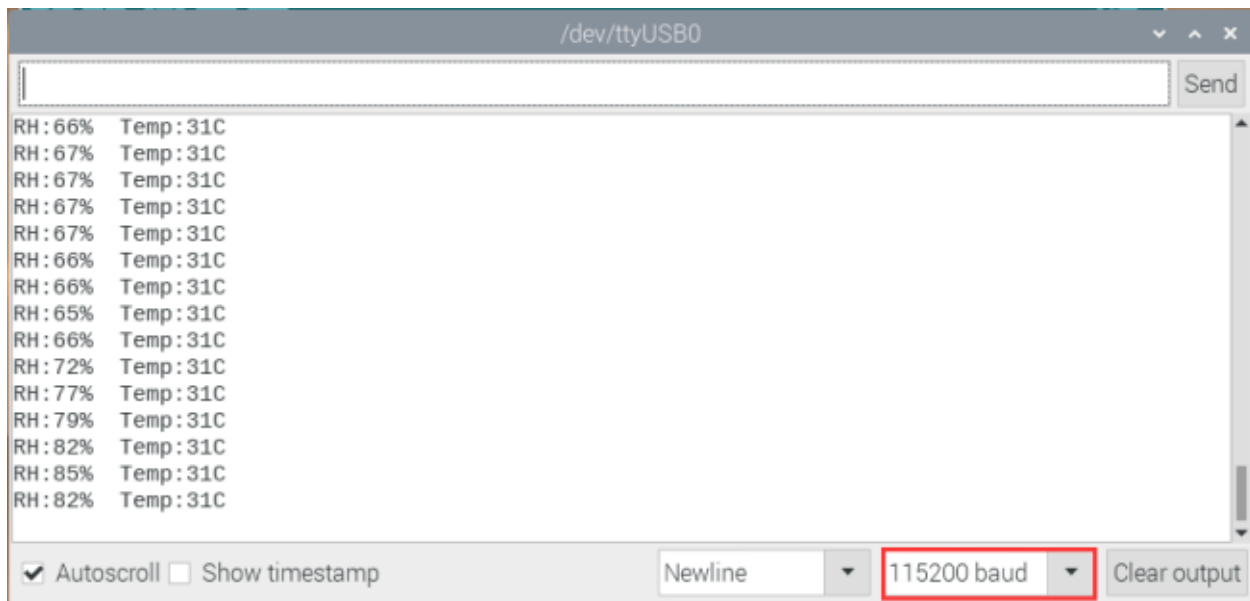 /dev/ttyUSB0
Send
RH:66%  Temp:31C
RH:67%  Temp:31C
RH:67%  Temp:31C
RH:67%  Temp:31C
RH:67%  Temp:31C
RH:66%  Temp:31C
RH:66%  Temp:31C
RH:65%  Temp:31C
RH:66%  Temp:31C
RH:72%  Temp:31C
RH:77%  Temp:31C
RH:79%  Temp:31C
RH:82%  Temp:31C
RH:85%  Temp:31C
RH:82%  Temp:31C
Autoscroll Show timestamp Newline 115200 baud Clear output